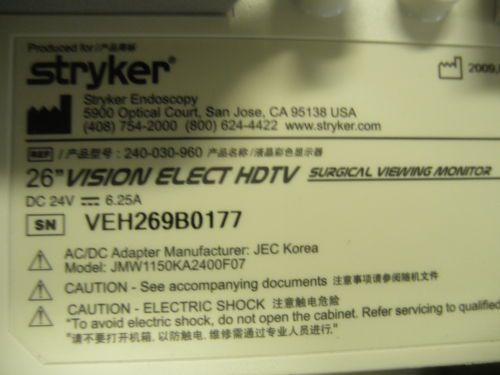 Produced for/产品商标
stryker®
2009.
Stryker Endoscopy
5900 Optical Court, San Jose, CA 95138 USA
(408) 754-2000 (800) 624-4422 www.stryker.com
REF /产品型号: 240-030-960 产品名称/液晶彩色显示器
26" VISION ELECT HDTV SURGICAL VIEWING MONITOR
DC 24V 6.25A
SN VEH269B0177
AC/DC Adapter Manufacturer: JEC Korea
Model: JMW1150KA2400F07
CAUTION - See accompanying documents 注意事项请参阅随机文件
CAUTION - ELECTRIC SHOCK 注意触电危险
"To avoid electric shock, do not open the cabinet. Refer servicing to qualified
"请不要打开机箱, 以防触电. 维修需通过专业人员进行."